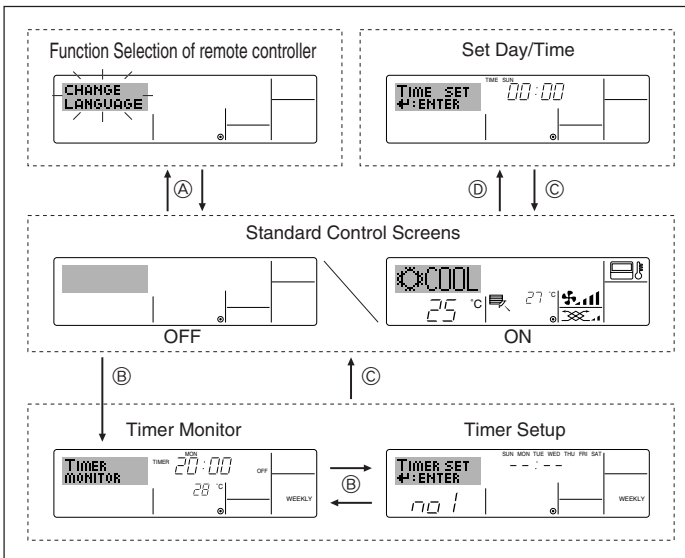 Function Selection of remote controller
CHANGE
LANGUAGE
Set Day/Time
TIME SUN
TIME SET
↵:ENTER
00:00
Ⓐ
Ⓓ
Ⓒ
Standard Control Screens
OFF
COOL
25 °C
27 °C
ON
Ⓑ
Ⓒ
Timer Monitor
TIMER
MONITOR
TIMER
MON
20:00
OFF
28 °C
WEEKLY
Ⓑ
Timer Setup
SUN MON TUE WED THU FRI SAT
TIMER SET
↵:ENTER
--:--
no 1
WEEKLY